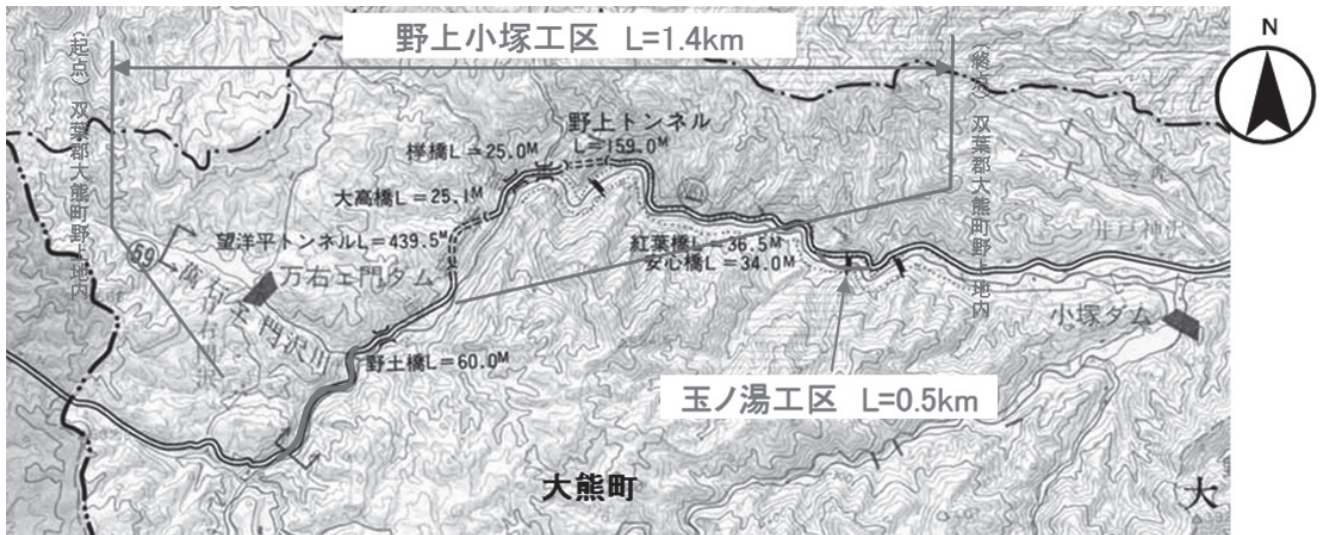 野上小塚工区 L=1.4km
N
(起点) 双葉郡大熊町野上地内
(終点) 双葉郡大熊町野上地内
野上トンネル
L=159.0M
榉橋L=25.0M
大高橋L=25.1M
望洋平トンネルL=439.5M
59
万右エ門ダム
野土橋L=60.0M
紅葉橋L=36.5M
安心橋L=34.0M
井戸神沢
小塚ダム
玉ノ湯工区 L=0.5km
大熊町
大